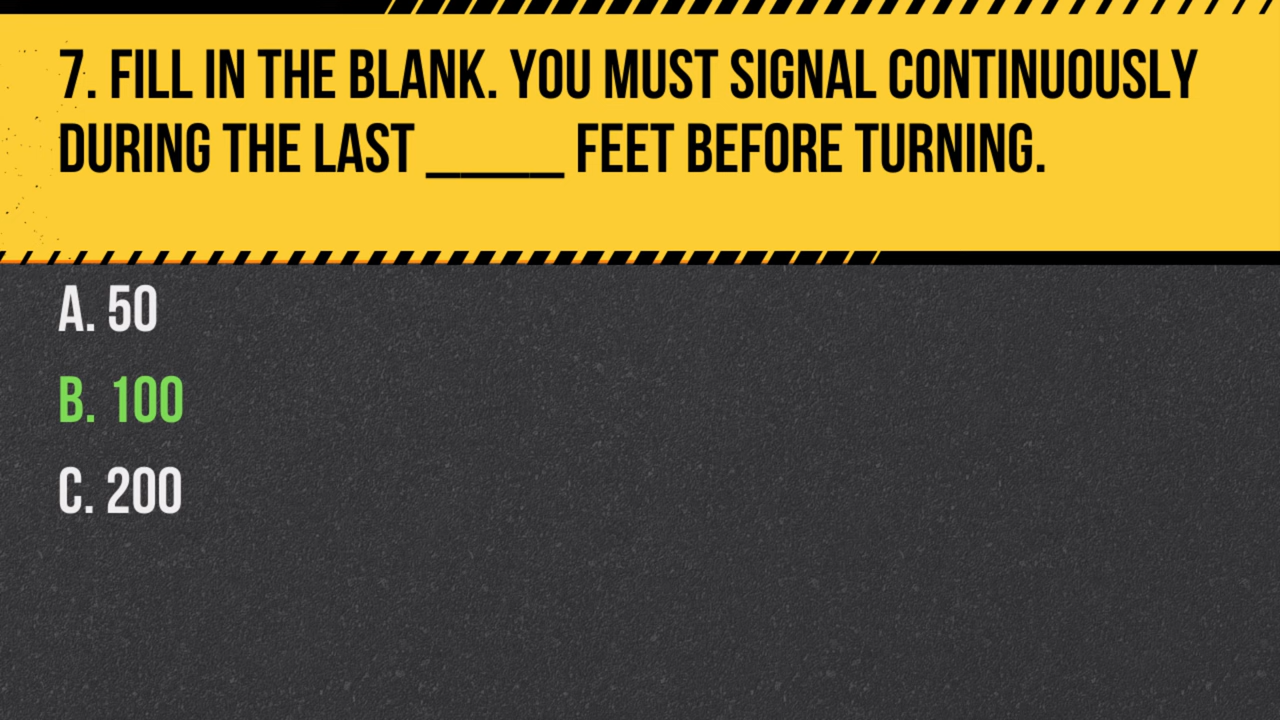 7. FILL IN THE BLANK. YOU MUST SIGNAL CONTINUOUSLY
DURING THE LAST _____ FEET BEFORE TURNING.
A. 50
B. 100
C. 200